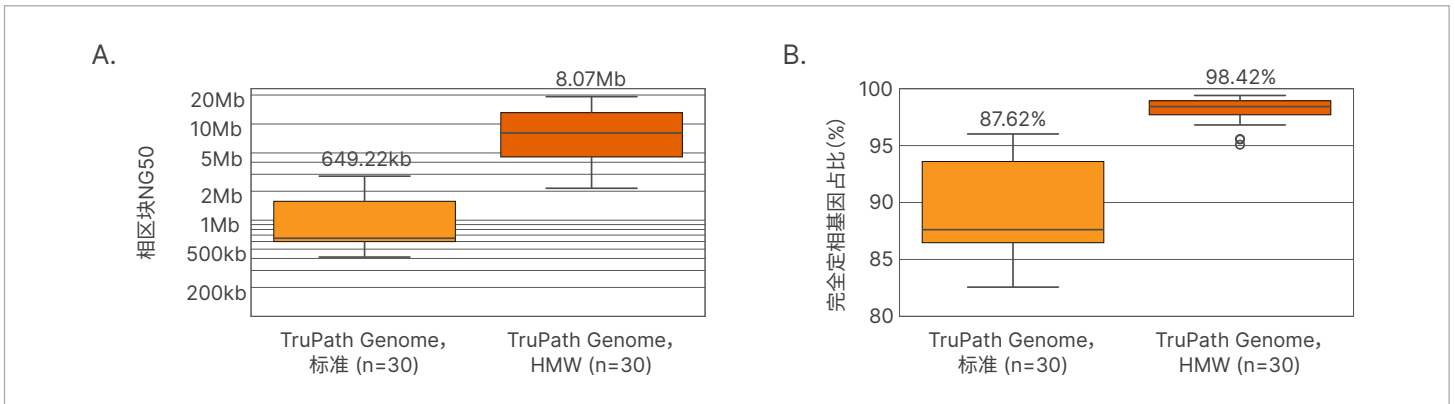 A.
相区块NG50
20Mb
10Mb
5Mb
2Mb
1Mb
500kb
200kb
649.22kb
8.07Mb
TruPath Genome，
标准 (n=30)
TruPath Genome，
HMW (n=30)
B.
完全定相基因占比(%)
100
95
90
85
80
87.62%
98.42%
TruPath Genome，
标准 (n=30)
TruPath Genome，
HMW (n=30)